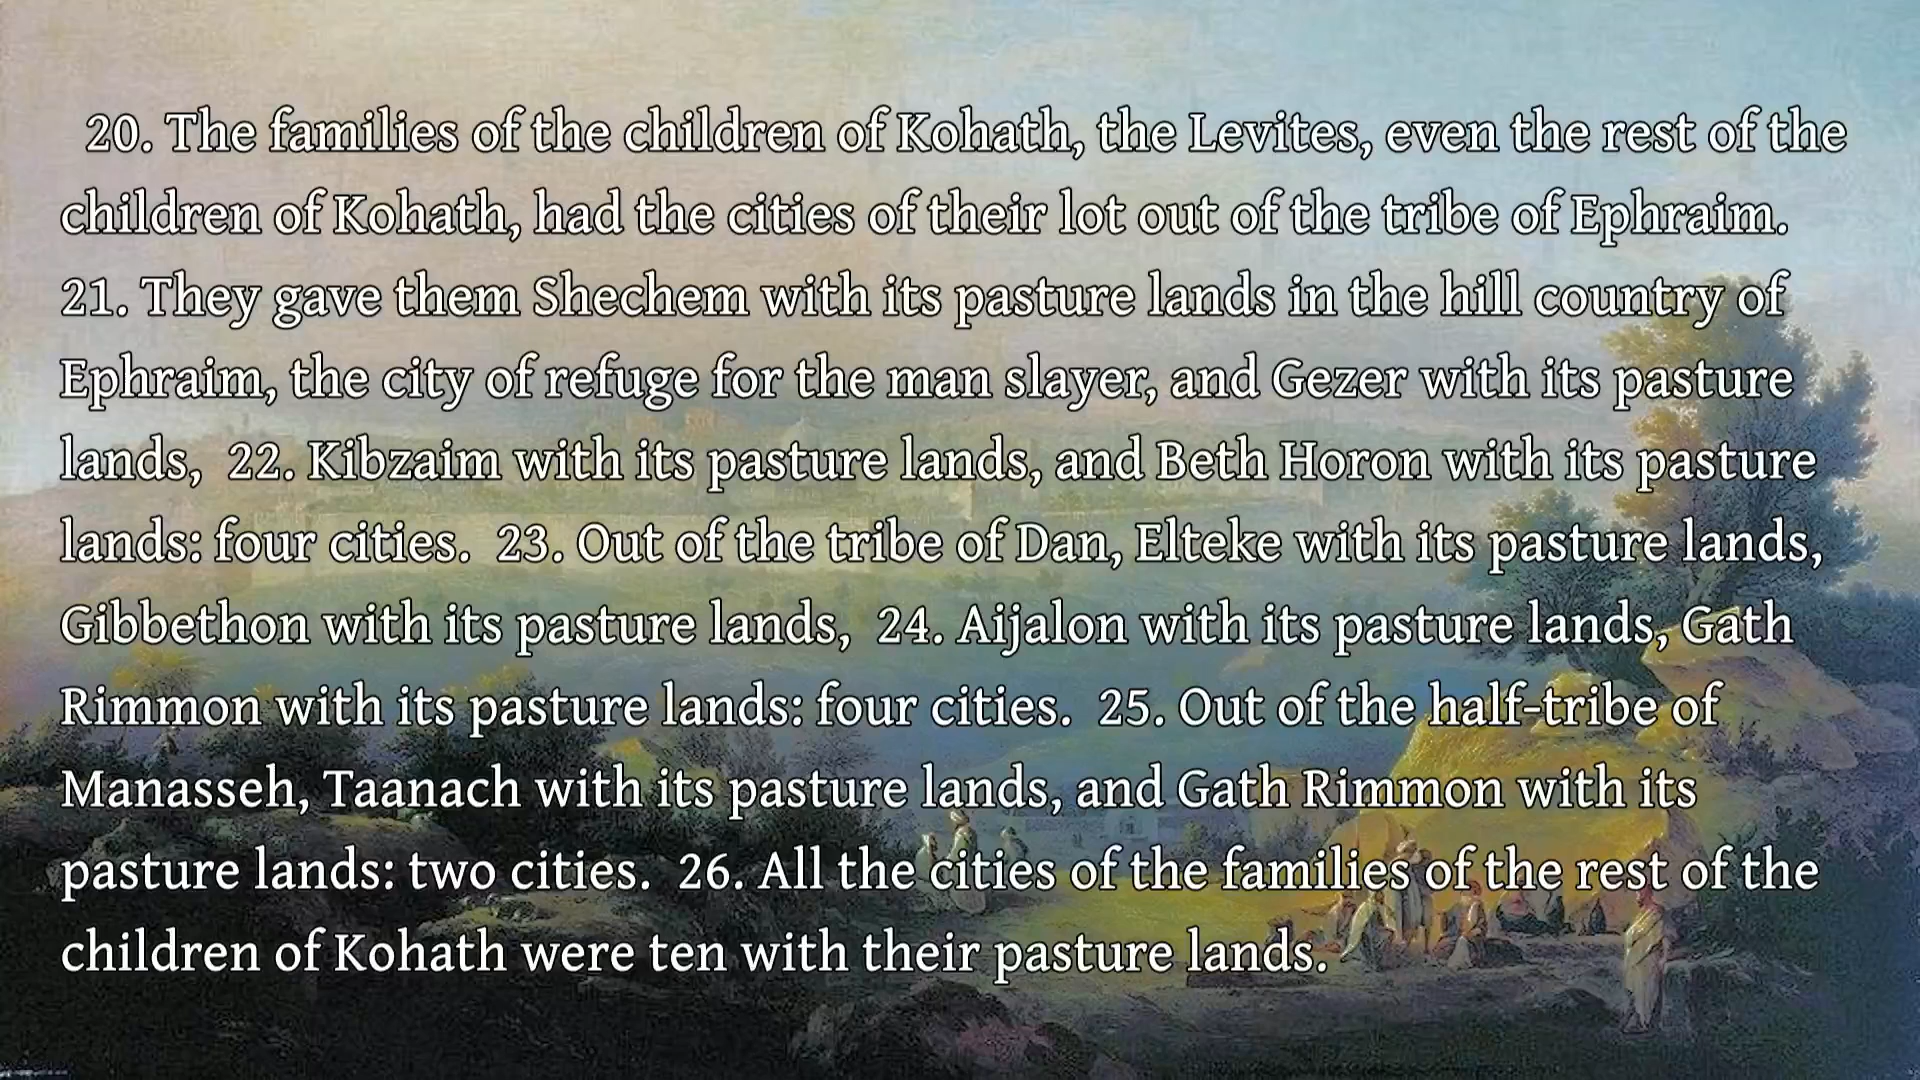 20. The families of the children of Kohath, the Levites, even the rest of the
children of Kohath, had the cities of their lot out of the tribe of Ephraim.
21. They gave them Shechem with its pasture lands in the hill country of
Ephraim, the city of refuge for the man slayer, and Gezer with its pasture
lands,  22. Kibzaim with its pasture lands, and Beth Horon with its pasture
lands: four cities.  23. Out of the tribe of Dan, Elteke with its pasture lands,
Gibbethon with its pasture lands,  24. Aijalon with its pasture lands, Gath
Rimmon with its pasture lands: four cities.  25. Out of the half-tribe of
Manasseh, Taanach with its pasture lands, and Gath Rimmon with its
pasture lands: two cities.  26. All the cities of the families of the rest of the
children of Kohath were ten with their pasture lands.